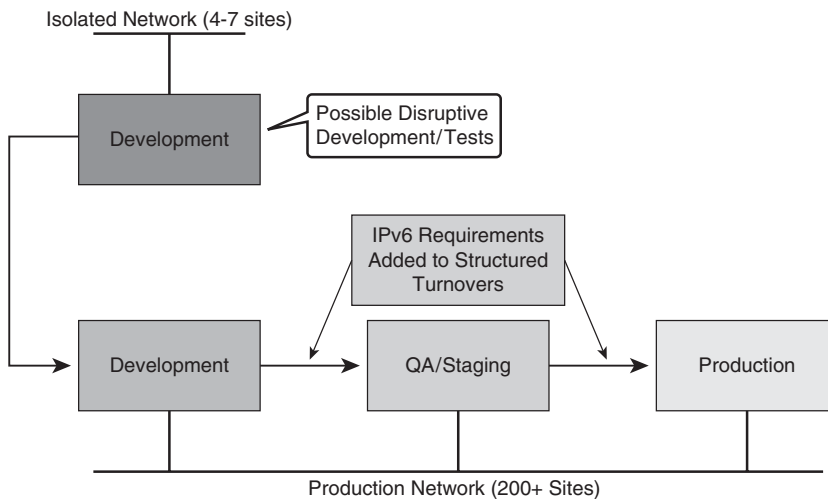 Isolated Network (4-7 sites)
Development
Possible Disruptive
Development/Tests
IPv6 Requirements
Added to Structured
Turnovers
Development
QA/Staging
Production
Production Network (200+ Sites)